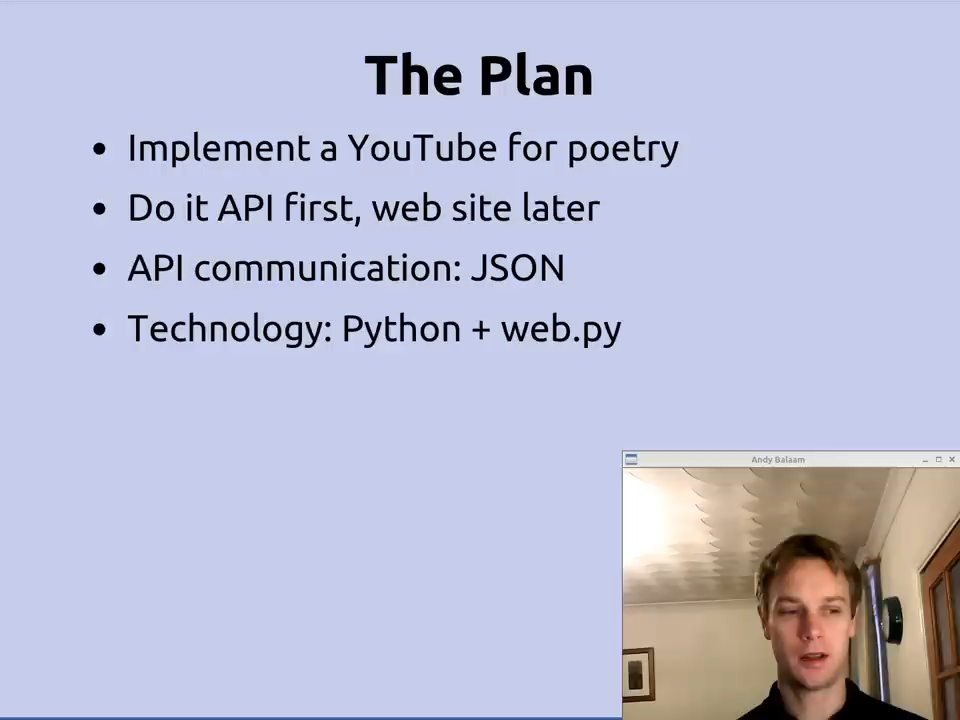 The Plan
Implement a YouTube for poetry
Do it API first, web site later
API communication: JSON
Technology: Python + web.py
Andy Balaam